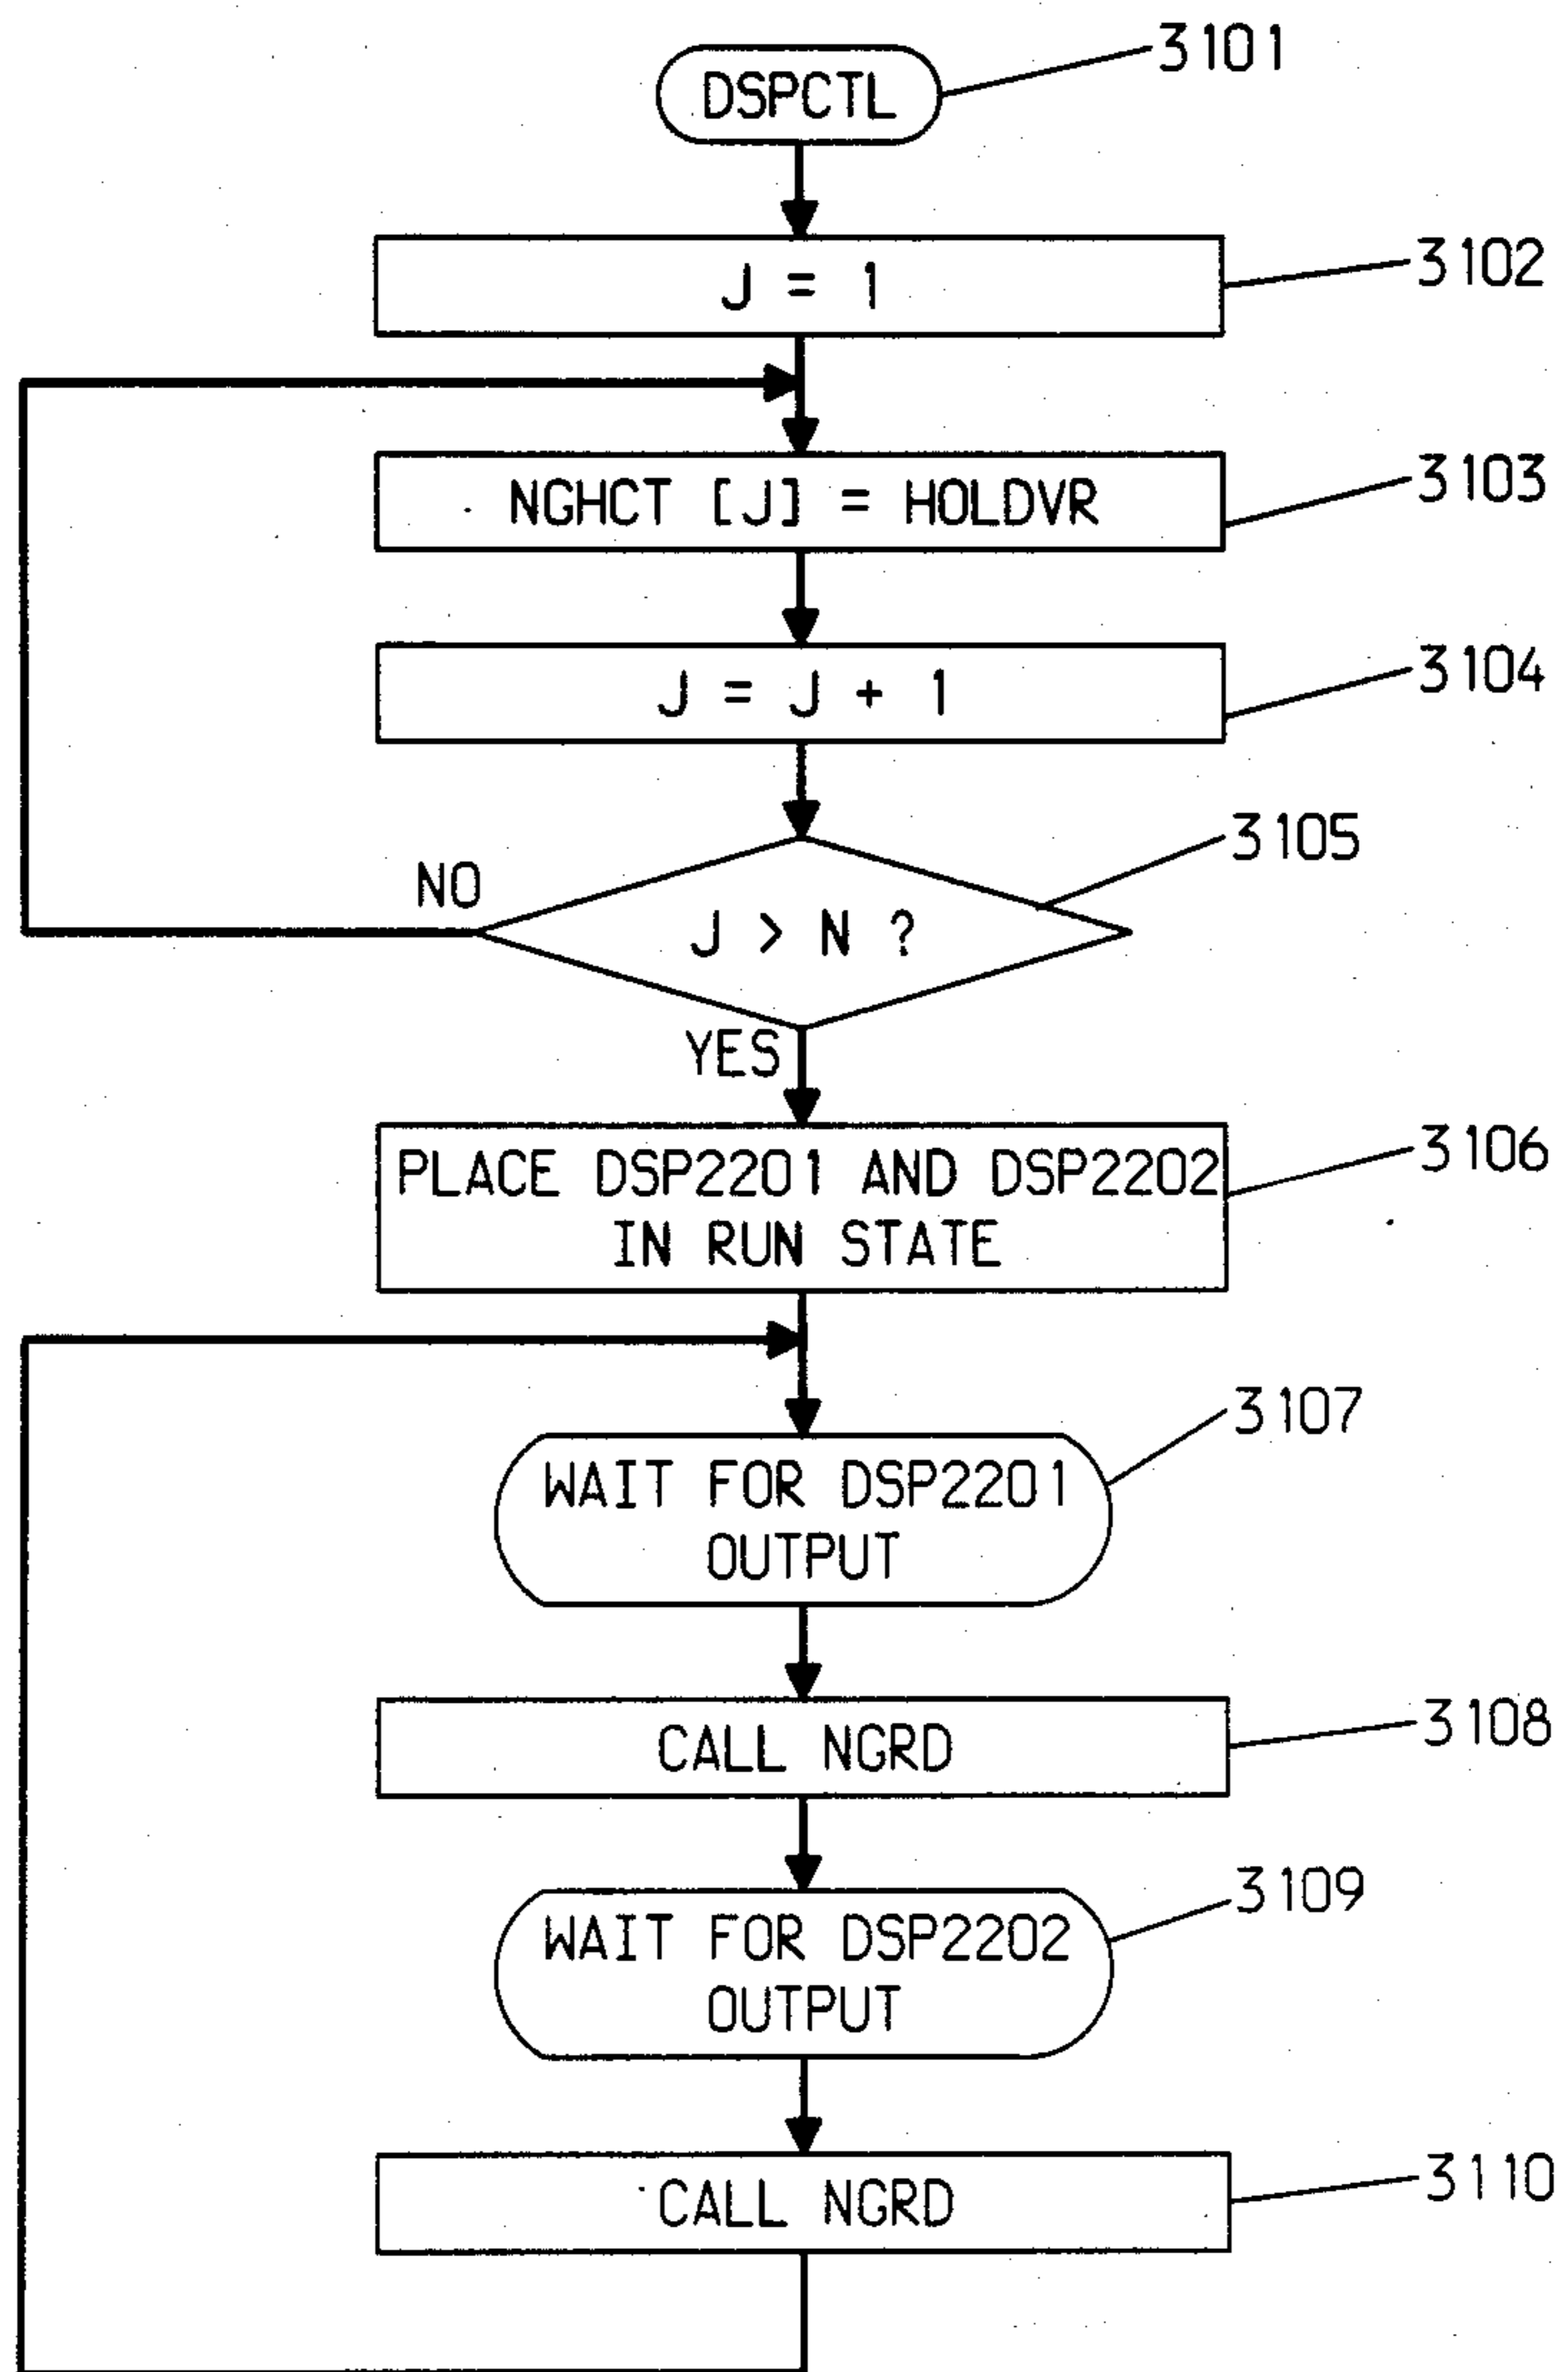 3101
DSPCTL
3102
J = 1
3103
NGHCT [J] = HOLDVR
3104
J = J + 1
3105
NO
J > N ?
YES
3106
PLACE DSP2201 AND DSP2202
IN RUN STATE
3107
WAIT FOR DSP2201
OUTPUT
3108
CALL NGRD
3109
WAIT FOR DSP2202
OUTPUT
3110
CALL NGRD